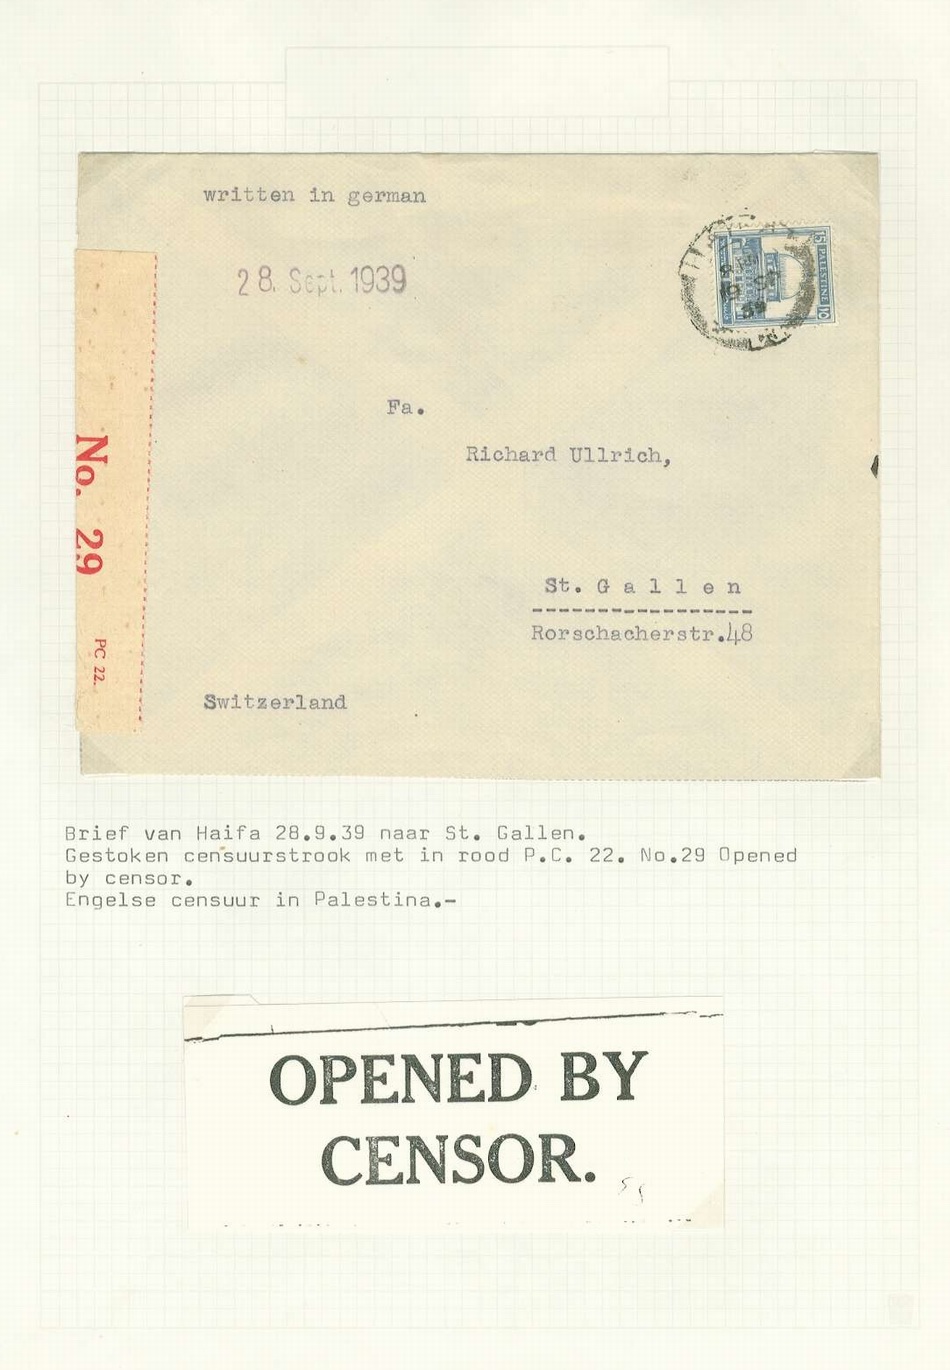 written in german
28. Sept. 1939
15 PALESTINE 15
Fa.
Richard Ullrich,
No. 29
PC 22.
St. Gallen
Rorschacherstr.48
Switzerland
Brief van Haifa 28.9.39 naar St. Gallen.
Gestoken censuurstrook met in rood P.C. 22. No.29 Opened
by censor.
Engelse censuur in Palestina.-
OPENED BY
CENSOR.